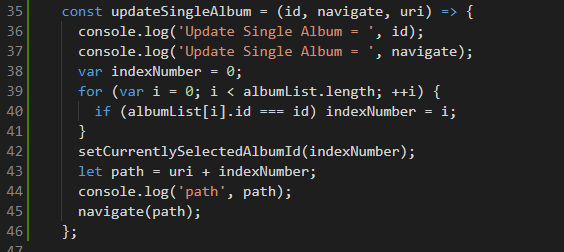 35 const updateSingleAlbum = (id, navigate, uri) => {
36 console.log('Update Single Album = ', id);
37 console.log('Update Single Album = ', navigate);
38 var indexNumber = 0;
39 for (var i = 0; i < albumList.length; ++i) {
40 if (albumList[i].id === id) indexNumber = i;
41 }
42 setCurrentlySelectedAlbumId(indexNumber);
43 let path = uri + indexNumber;
44 console.log('path', path);
45 navigate(path);
46 };
47